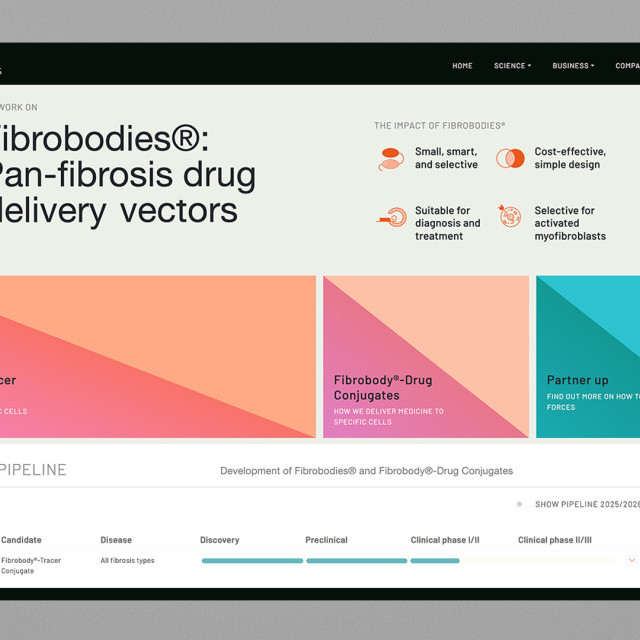 HOME
SCIENCE
BUSINESS
COMPA
WORK ON
ibrobodies®:
Pan-fibrosis drug
delivery vectors
THE IMPACT OF FIBROBODIES®
Small, smart,
and selective
Cost-effective,
simple design
Suitable for
diagnosis and
treatment
Selective for
activated
myofibroblasts
cer
C CELLS
Fibrobody®-Drug
Conjugates
HOW WE DELIVER MEDICINE TO
SPECIFIC CELLS
Partner up
FIND OUT MORE ON HOW TO
FORCES
PIPELINE
Development of Fibrobodies® and Fibrobody®-Drug Conjugates
SHOW PIPELINE 2025/2026
Candidate
Disease
Discovery
Preclinical
Clinical phase I/II
Clinical phase II/III
Fibrobody®-Tracer
Conjugate
All fibrosis types